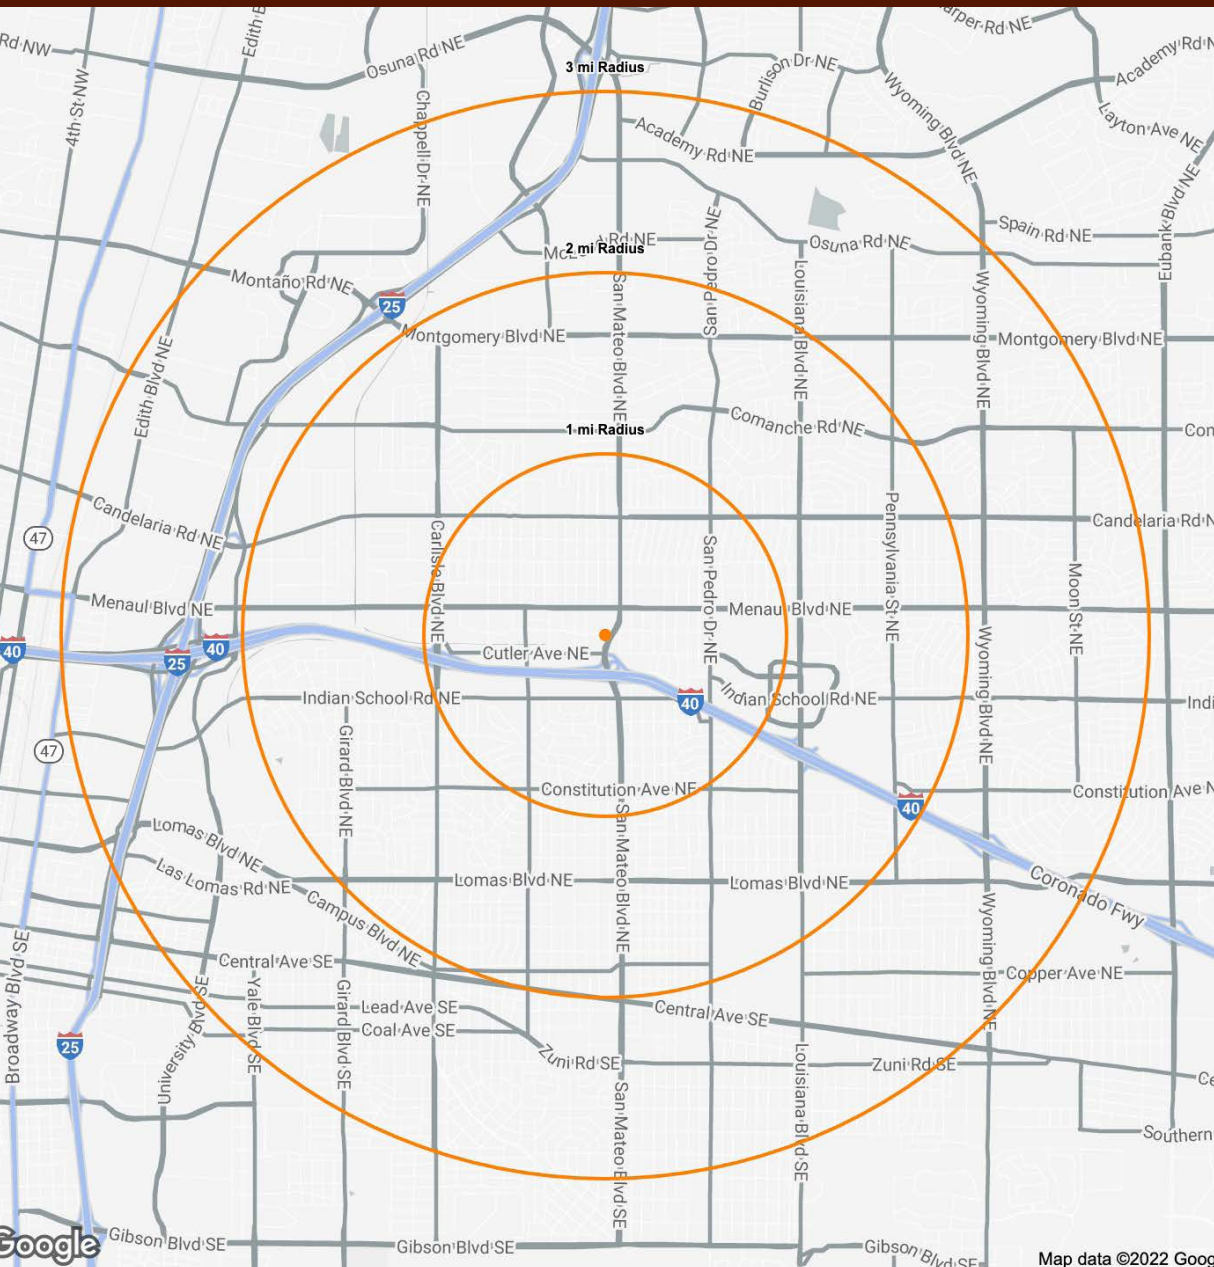 Rd NW
Edith B
Osuna Rd NE
3 mi Radius
Burlison Dr NE
arper Rd NE
Academy Rd N
4th St NW
Chappell Dr NE
Academy Rd NE
Wyoming Blvd NE
Layton Ave NE
Eubank Blvd NE
Spain Rd NE
Osuna Rd NE
San Pedro Dr NE
Rd NE
2 mi Radius
Montaño Rd NE
25
Montgomery Blvd NE
San Mateo Blvd NE
Louisiana Blvd NE
Wyoming Blvd NE
Montgomery Blvd NE
Edith Blvd NE
1 mi Radius
Comanche Rd NE
Con
Candelaria Rd NE
47
Carlisle Blvd NE
San Pedro Dr NE
Pennsylvania St NE
Candelaria Rd N
Moon St NE
Menaul Blvd NE
Menaul Blvd NE
40
25
40
Cutler Ave NE
Wyoming Blvd NE
Indian School Rd NE
40
Indian School Rd NE
Indi
47
Girard Blvd NE
Constitution Ave NE
San Mateo Blvd NE
40
Constitution Ave N
Lomas Blvd NE
Las Lomas Rd NE
Lomas Blvd NE
Lomas Blvd NE
Coronado Fwy
Campus Blvd NE
Wyoming Blvd NE
Broadway Blvd SE
Central Ave SE
Copper Ave NE
University Blvd SE
Yale Blvd SE
Girard Blvd SE
Lead Ave SE
Central Ave SE
Coal Ave SE
25
Zuni Rd SE
Louisiana Blvd SE
Zuni Rd SE
Ce
San Mateo Blvd SE
Southern
Google
Gibson Blvd SE
Gibson Blvd SE
Gibson Blvd SE
Map data ©2022 Goog